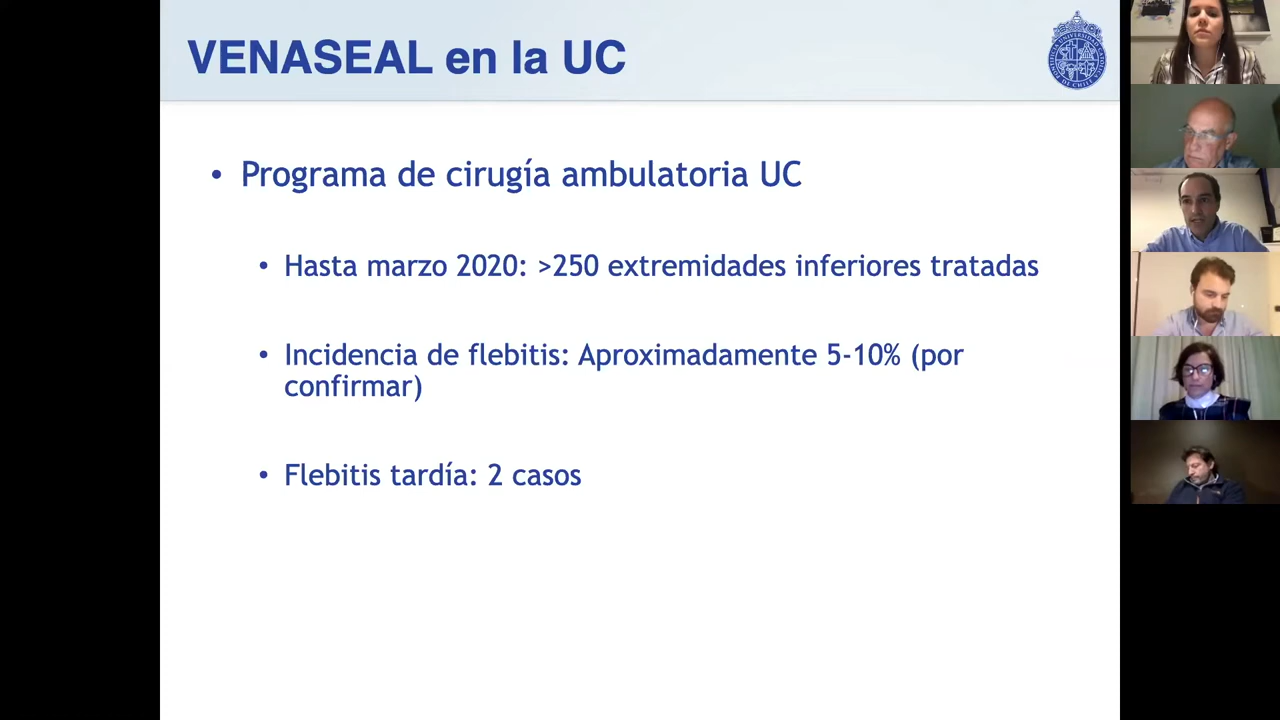 VENASEAL en la UC
• Programa de cirugía ambulatoria UC
• Hasta marzo 2020: >250 extremidades inferiores tratadas
• Incidencia de flebitis: Aproximadamente 5-10% (por
confirmar)
• Flebitis tardía: 2 casos